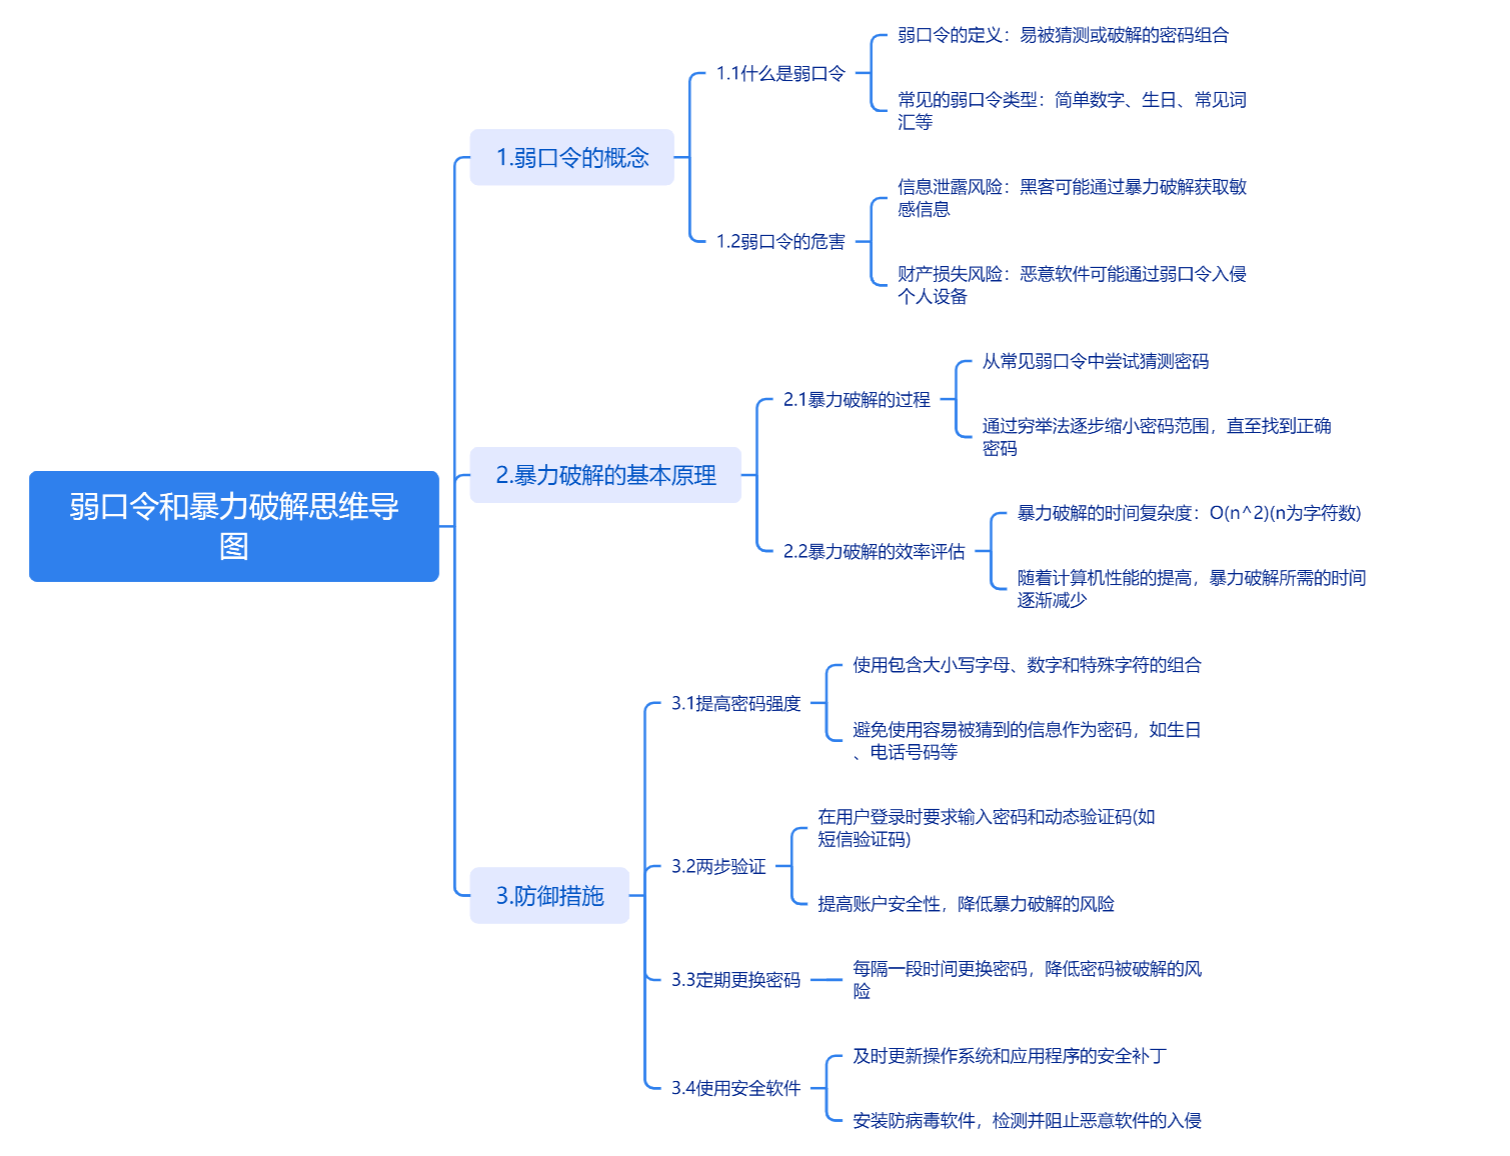 弱口令和暴力破解思维导
图
1.弱口令的概念
1.1什么是弱口令
弱口令的定义：易被猜测或破解的密码组合
常见的弱口令类型：简单数字、生日、常见词
汇等
1.2弱口令的危害
信息泄露风险：黑客可能通过暴力破解获取敏
感信息
财产损失风险：恶意软件可能通过弱口令入侵
个人设备
2.暴力破解的基本原理
2.1暴力破解的过程
从常见弱口令中尝试猜测密码
通过穷举法逐步缩小密码范围，直至找到正确
密码
2.2暴力破解的效率评估
暴力破解的时间复杂度：O(n^2)(n为字符数)
随着计算机性能的提高，暴力破解所需的时间
逐渐减少
3.防御措施
3.1提高密码强度
使用包含大小写字母、数字和特殊字符的组合
避免使用容易被猜到的信息作为密码，如生日
、电话号码等
3.2两步验证
在用户登录时要求输入密码和动态验证码(如
短信验证码)
提高账户安全性，降低暴力破解的风险
3.3定期更换密码
每隔一段时间更换密码，降低密码被破解的风
险
3.4使用安全软件
及时更新操作系统和应用程序的安全补丁
安装防病毒软件，检测并阻止恶意软件的入侵